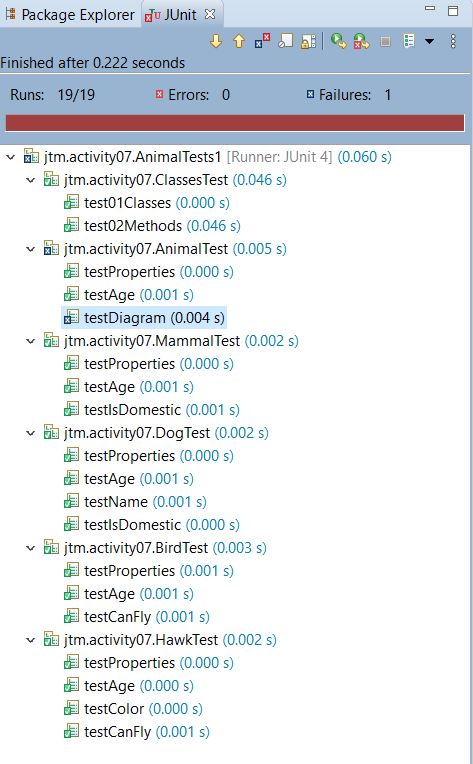 Package Explorer JUnit
Finished after 0.222 seconds
Runs: 19/19 Errors: 0 Failures: 1
jtm.activity07.AnimalTests1 [Runner: JUnit 4] (0.060 s)
jtm.activity07.ClassesTest (0.046 s)
test01Classes (0.000 s)
test02Methods (0.046 s)
jtm.activity07.AnimalTest (0.005 s)
testProperties (0.000 s)
testAge (0.001 s)
testDiagram (0.004 s)
jtm.activity07.MammalTest (0.002 s)
testProperties (0.000 s)
testAge (0.001 s)
testIsDomestic (0.001 s)
jtm.activity07.DogTest (0.002 s)
testProperties (0.000 s)
testAge (0.001 s)
testName (0.001 s)
testIsDomestic (0.000 s)
jtm.activity07.BirdTest (0.003 s)
testProperties (0.001 s)
testAge (0.001 s)
testCanFly (0.001 s)
jtm.activity07.HawkTest (0.002 s)
testProperties (0.000 s)
testAge (0.000 s)
testColor (0.000 s)
testCanFly (0.001 s)